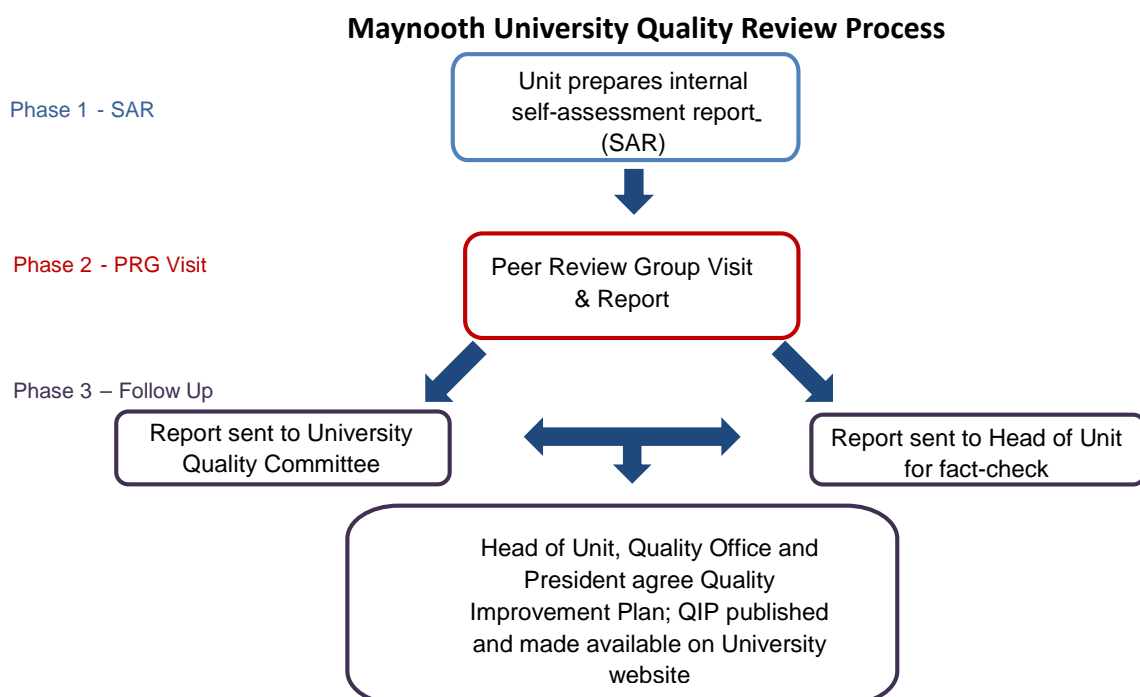 Maynooth University Quality Review Process
Phase 1 - SAR
Unit prepares internal
self-assessment report
(SAR)
Phase 2 - PRG Visit
Peer Review Group Visit
& Report
Phase 3 – Follow Up
Report sent to University
Quality Committee
Report sent to Head of Unit
for fact-check
Head of Unit, Quality Office and
President agree Quality
Improvement Plan; QIP published
and made available on University
website